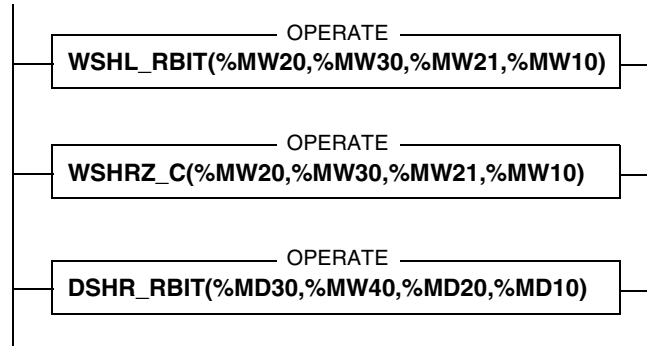 OPERATE
WSHL_RBIT(%MW20,%MW30,%MW21,%MW10)
OPERATE
WSHRZ_C(%MW20,%MW30,%MW21,%MW10)
OPERATE
DSHR_RBIT(%MD30,%MW40,%MD20,%MD10)